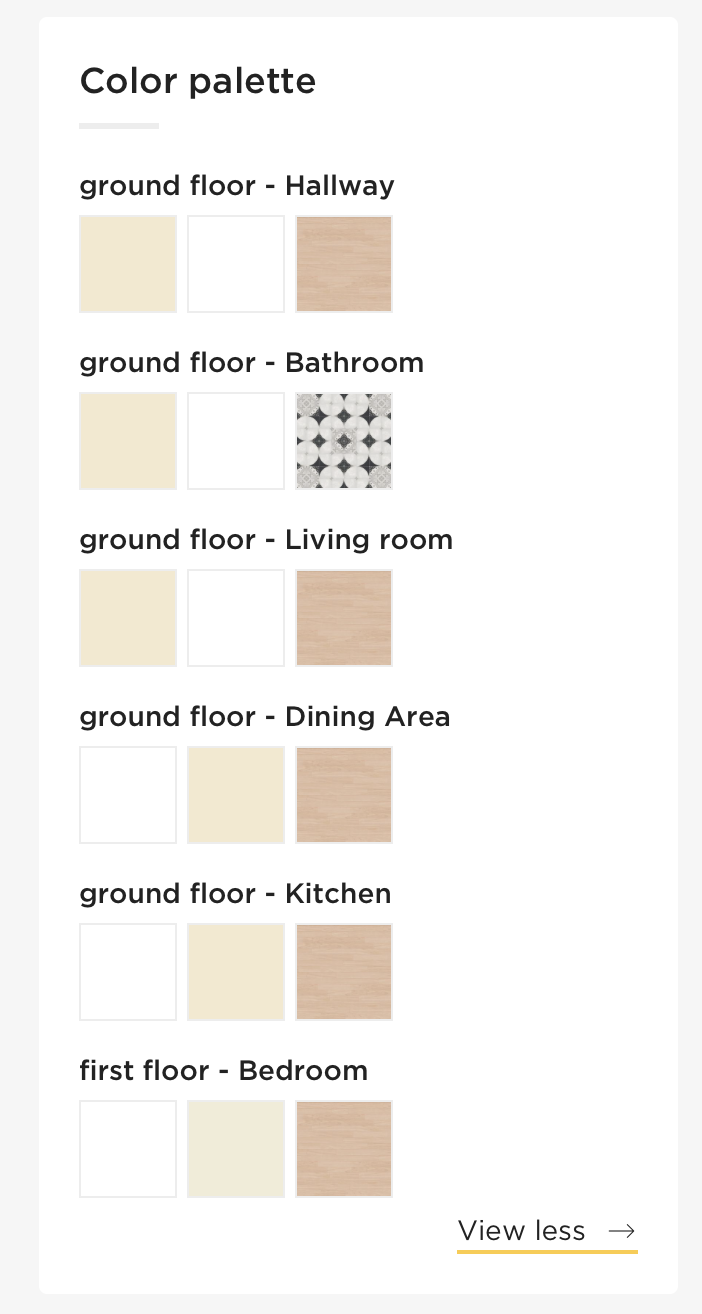 Color palette
ground floor - Hallway
ground floor - Bathroom
ground floor - Living room
ground floor - Dining Area
ground floor - Kitchen
first floor - Bedroom
View less